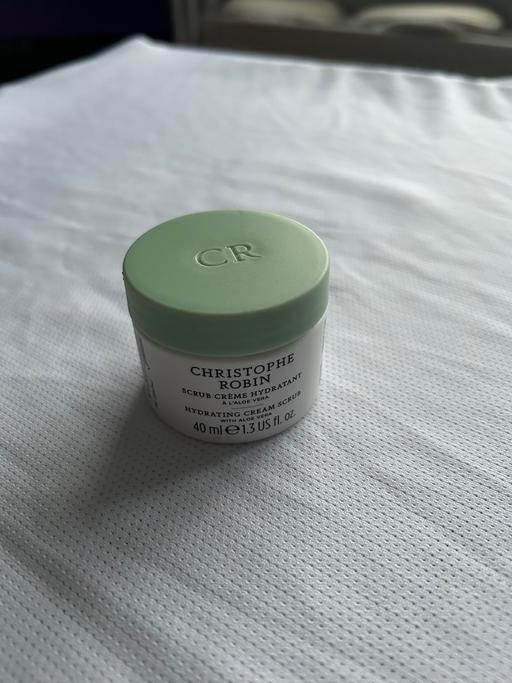 CR
CHRISTOPHE
ROBIN
SCRUB CRÈME HYDRATANT
À L'ALOE VERA
HYDRATING CREAM SCRUB
WITH ALOE VERA
40 ml ℮ 1.3 US fl. oz.